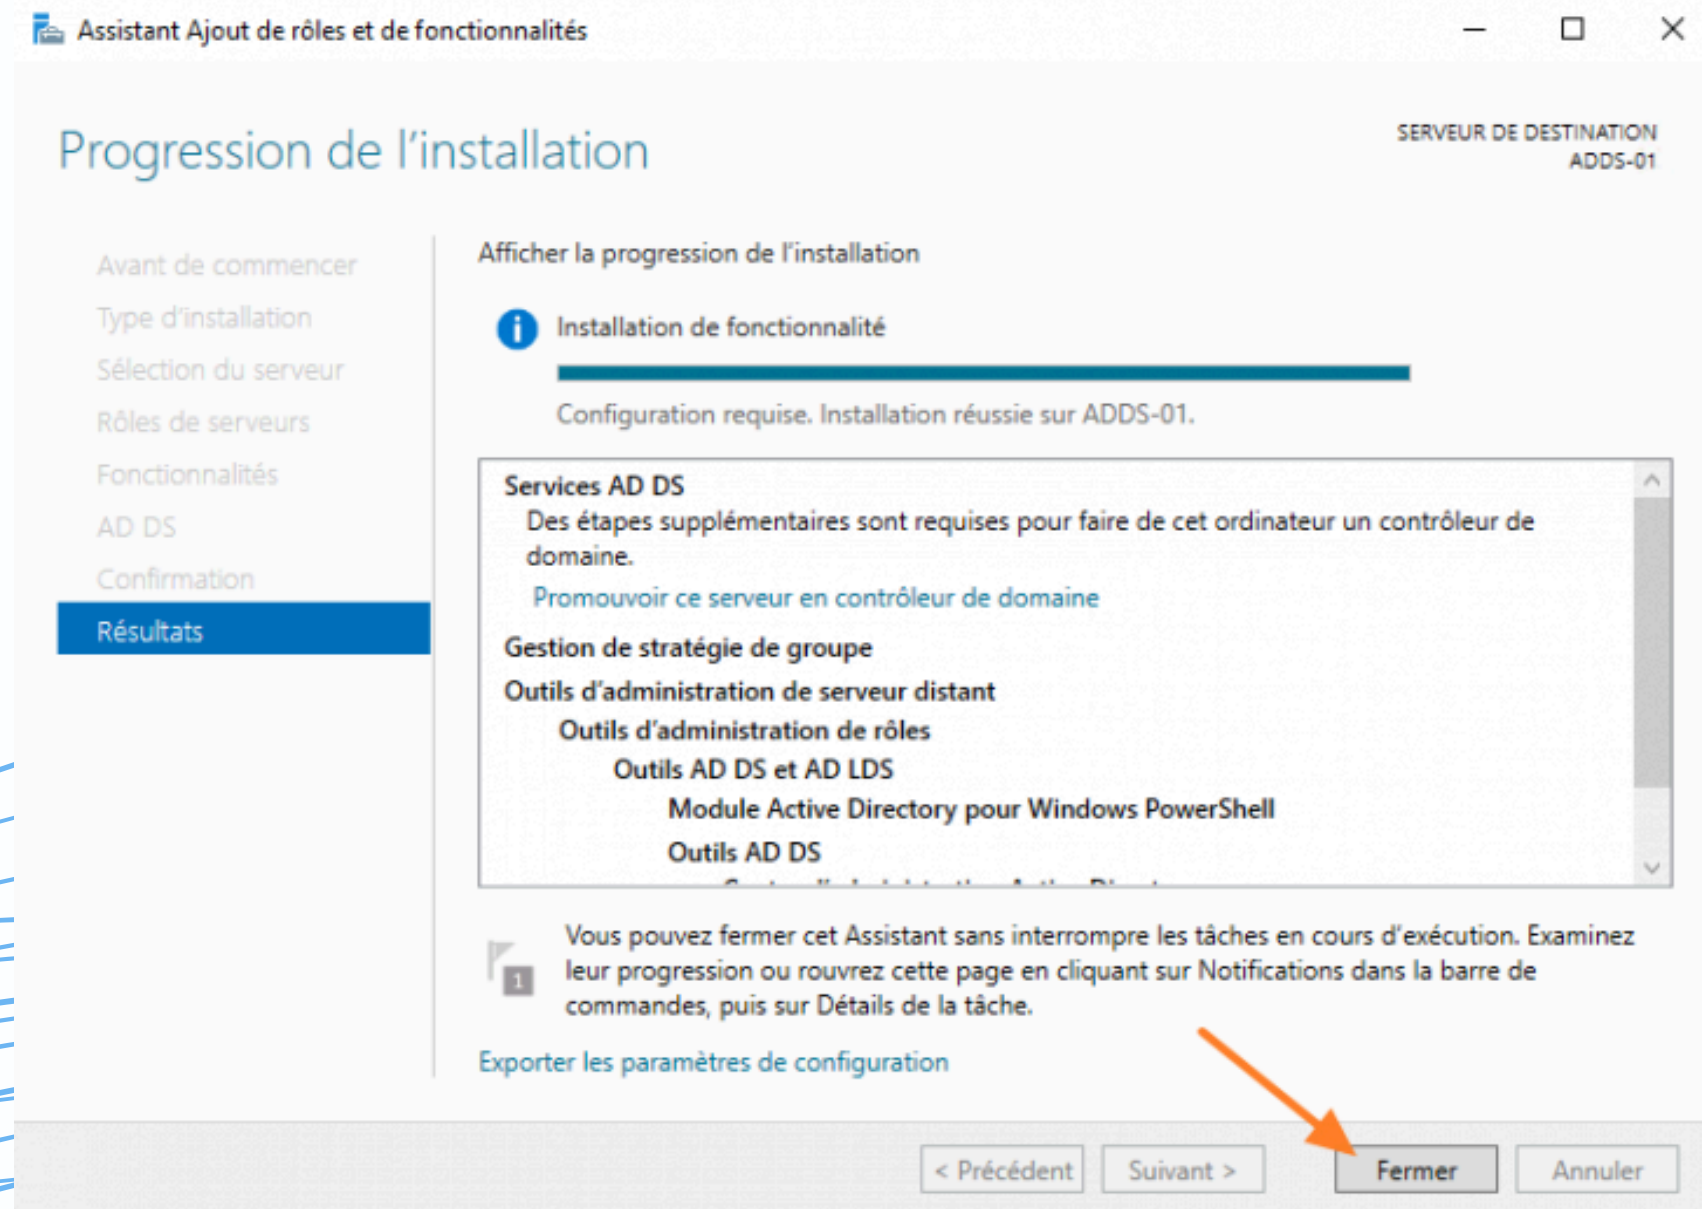 Assistant Ajout de rôles et de fonctionnalités
Progression de l'installation
SERVEUR DE DESTINATION
ADDS-01
Avant de commencer
Type d'installation
Sélection du serveur
Rôles de serveurs
Fonctionnalités
AD DS
Confirmation
Résultats
Afficher la progression de l'installation
Installation de fonctionnalité
Configuration requise. Installation réussie sur ADDS-01.
Services AD DS
Des étapes supplémentaires sont requises pour faire de cet ordinateur un contrôleur de
domaine.
Promouvoir ce serveur en contrôleur de domaine
Gestion de stratégie de groupe
Outils d'administration de serveur distant
Outils d'administration de rôles
Outils AD DS et AD LDS
Module Active Directory pour Windows PowerShell
Outils AD DS
1
Vous pouvez fermer cet Assistant sans interrompre les tâches en cours d'exécution. Examinez
leur progression ou rouvrez cette page en cliquant sur Notifications dans la barre de
commandes, puis sur Détails de la tâche.
Exporter les paramètres de configuration
< Précédent
Suivant >
Fermer
Annuler